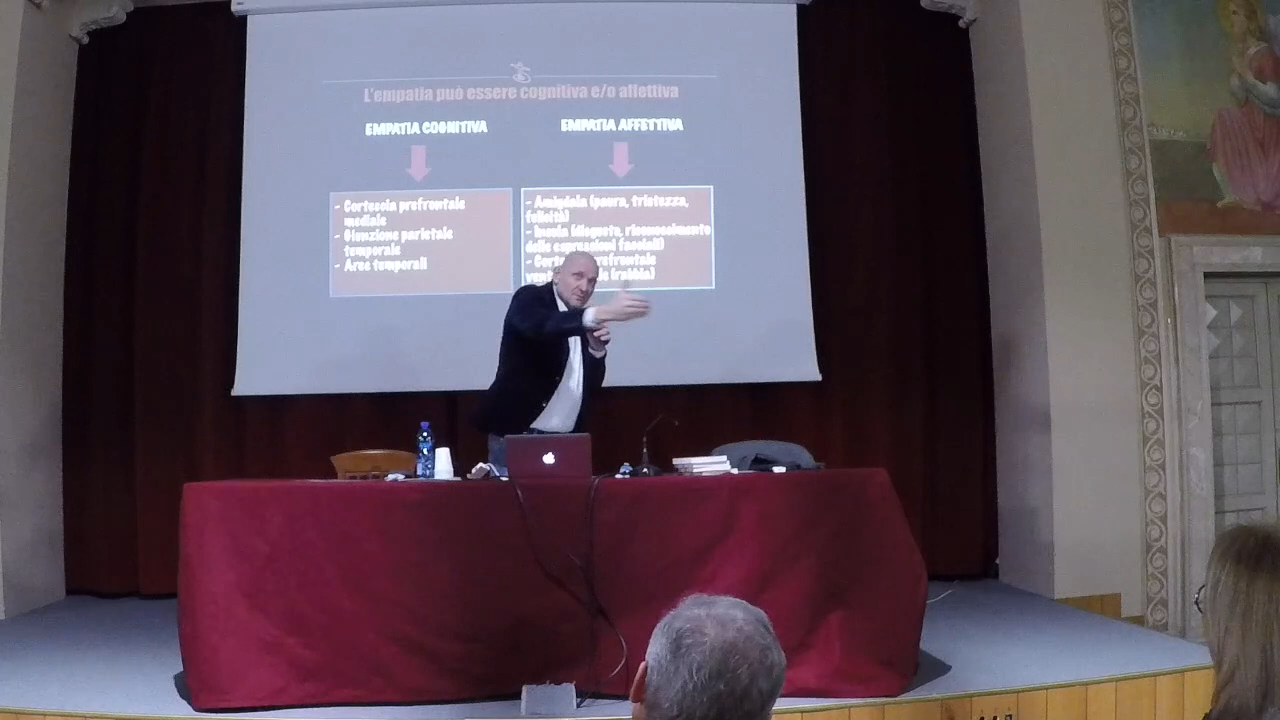 L'empatia può essere cognitiva e/o affettiva
EMPATIA COGNITIVA
EMPATIA AFFETTIVA
- Corteccia prefrontale
mediale
- Giunzione parietale
temporale
- Aree temporali
- Amigdala (paura, tristezza,
felicità)
- Insula (disgusto, riconoscimento
delle espressioni facciali)
prefrontale
(rabbia)